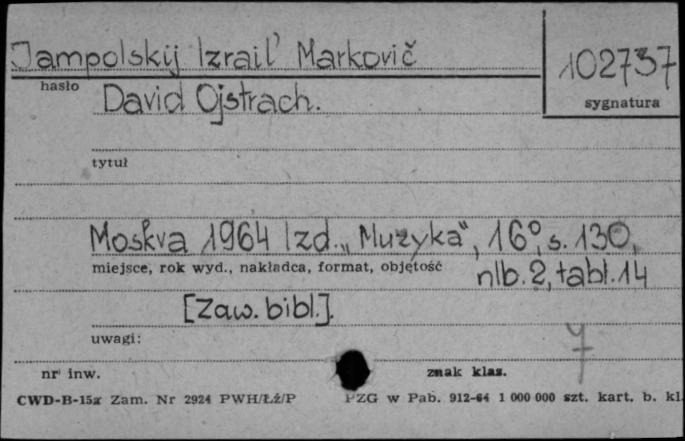 Jampolskij Izrail' Markovič
102737
hasło
sygnatura
David Ojstrach.
tytuł
Moskva 1964 Izd. „Muzyka", 16°, s. 130,
miejsce, rok wyd., nakładca, format, objętość
nlb. 2, tabl. 14
[Zaw. bibl.].
uwagi:
nr inw.
znak klas.
CWD-B-15a Zam. Nr 2924 PWH/Łż/P
PZG w Pab. 912-64 1 000 000 szt. kart. b. kl.